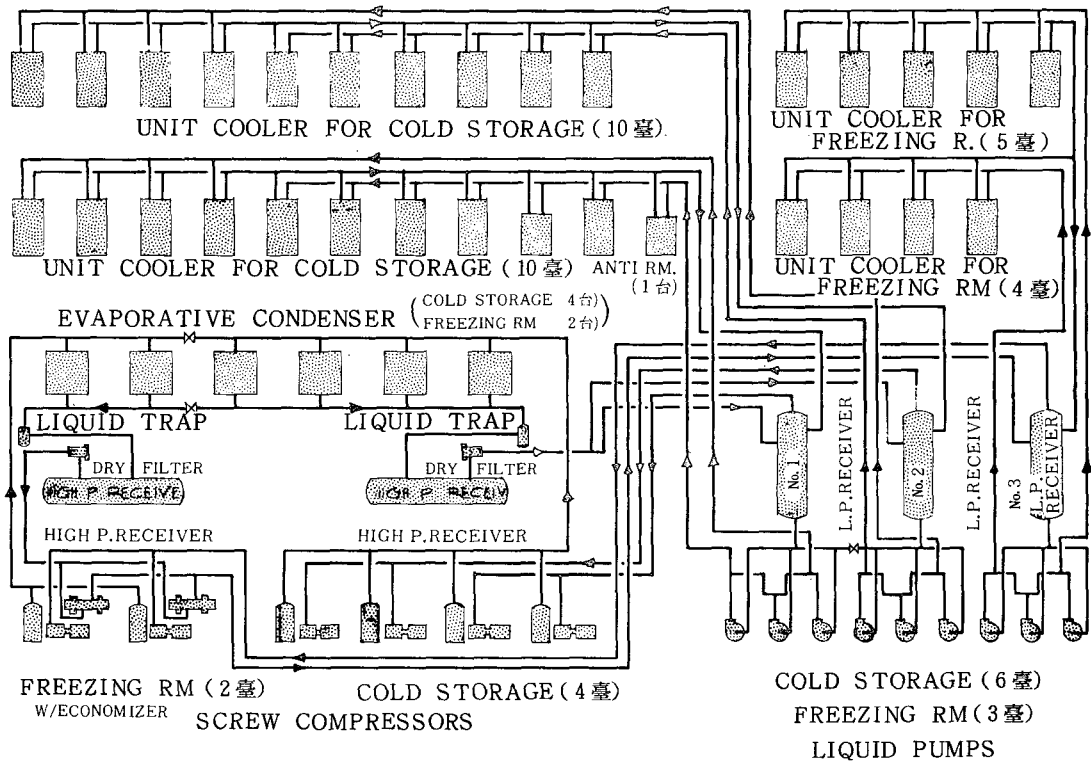 UNIT COOLER FOR COLD STORAGE (10臺).
UNIT COOLER FOR
FREEZING R. (5臺)
UNIT COOLER FOR COLD STORAGE (10臺)
ANTI RM.
(1台)
UNIT COOLER FOR
FREEZING RM (4臺)
EVAPORATIVE CONDENSER
(COLD STORAGE 4台)
(FREEZING RM 2台)
LIQUID TRAP
LIQUID TRAP
DRY FILTER
DRY FILTER
HIGH P RECEIVE
HIGH P RECEIV
HIGH P. RECEIVER
HIGH P. RECEIVER
No.1
L.P. RECEIVER
No.2
L.P. RECEIVER
No.3
L.P.
RECEIVER
FREEZING RM (2臺)
W/ECONOMIZER
COLD STORAGE (4臺)
SCREW COMPRESSORS
COLD STORAGE (6臺)
FREEZING RM (3臺)
LIQUID PUMPS